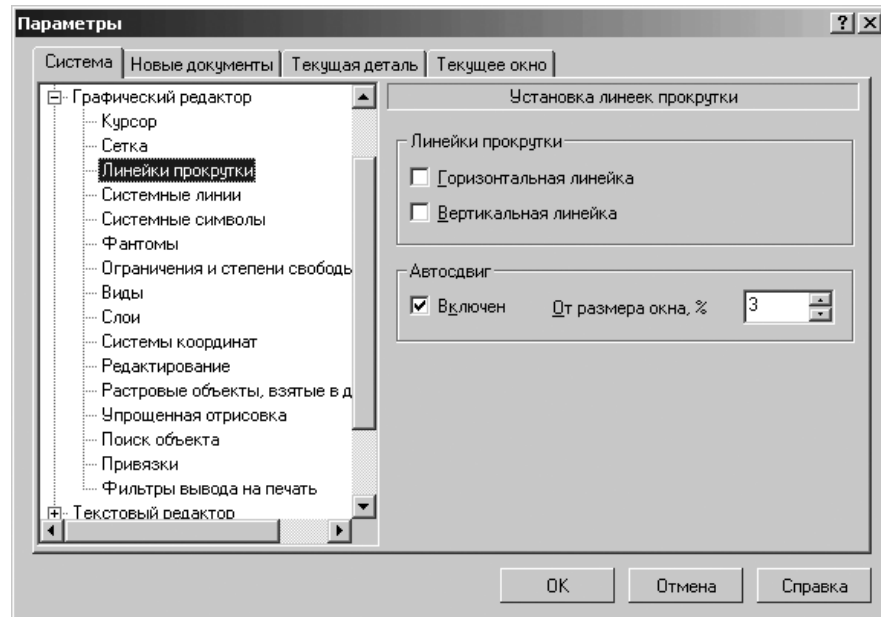 Параметры
Система Новые документы Текущая деталь Текущее окно
Графический редактор
Курсор
Сетка
Линейки прокрутки
Системные линии
Системные символы
Фантомы
Ограничения и степени свободы
Виды
Слои
Системы координат
Редактирование
Растровые объекты, взятые в д
Упрощенная отрисовка
Поиск объекта
Привязки
Фильтры вывода на печать
Текстовый редактор
Установка линеек прокрутки
Линейки прокрутки
Горизонтальная линейка
Вертикальная линейка
Автосдвиг
Включен От размера окна, % 3
OK Отмена Справка